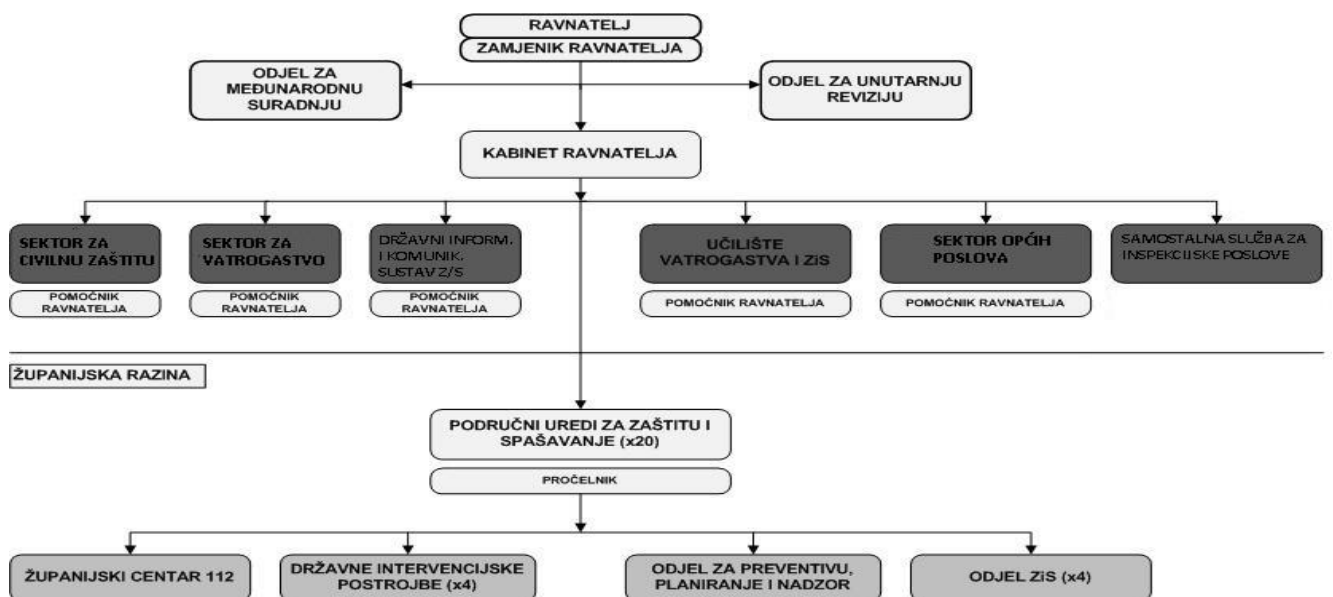 RAVNATELJ
ZAMJENIK RAVNATELJA
ODJEL ZA
MEĐUNARODNU
SURADNJU
ODJEL ZA UNUTARNJU
REVIZIJU
KABINET RAVNATELJA
SEKTOR ZA
CIVILNU ZAŠTITU
SEKTOR ZA
VATROGASTVO
DRŽAVNI INFORM.
I KOMUNIK.
SUSTAV Z/S
UČILIŠTE
VATROGASTVA I ZiS
SEKTOR OPĆIH
POSLOVA
SAMOSTALNA SLUŽBA ZA
INSPEKCIJSKE POSLOVE
POMOĆNIK
RAVNATELJA
POMOĆNIK
RAVNATELJA
POMOĆNIK
RAVNATELJA
POMOĆNIK RAVNATELJA
POMOĆNIK RAVNATELJA
ŽUPANIJSKA RAZINA
PODRUČNI UREDI ZA ZAŠTITU I
SPAŠAVANJE (x20)
PROČELNIK
ŽUPANIJSKI CENTAR 112
DRŽAVNE INTERVENCIJSKE
POSTROJBE (x4)
ODJEL ZA PREVENTIVU,
PLANIRANJE I NADZOR
ODJEL ZiS (x4)